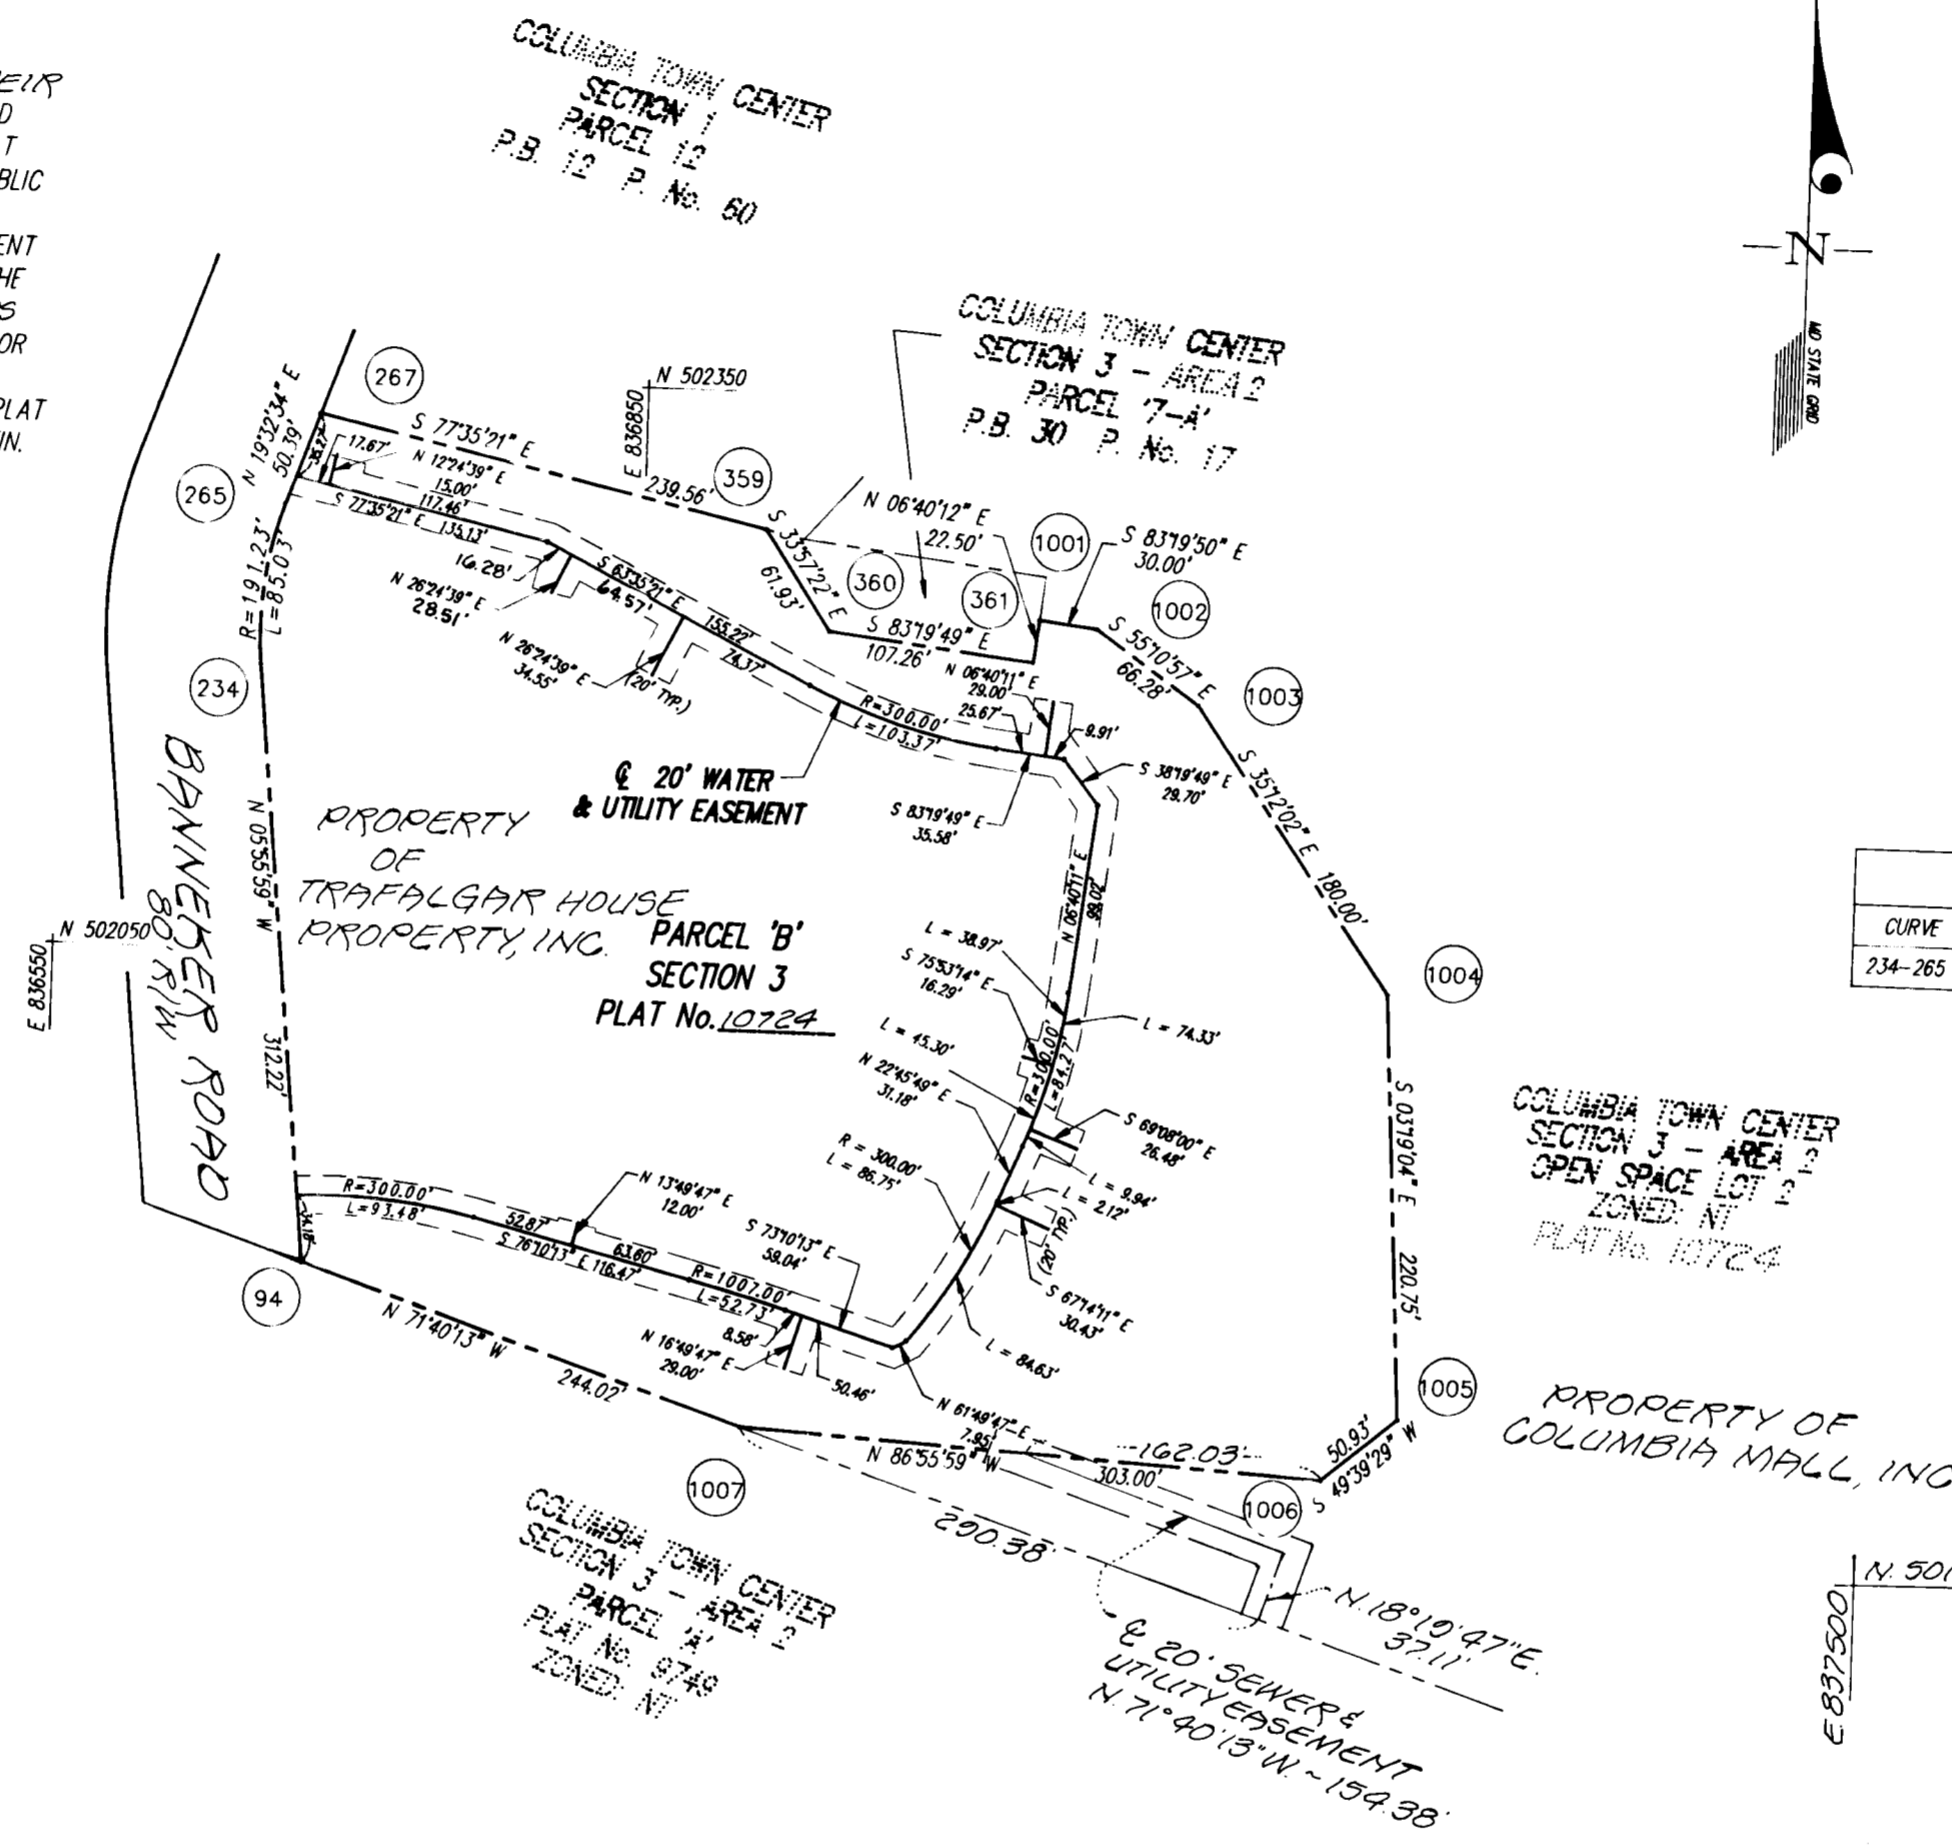 EIR
D
T
BLIC
ENT
HE
S
OR
PLAT
IN.
COLUMBIA TOWN CENTER
SECTION 1
PARCEL 12
P.B. 12 P. No. 60
N
MD STATE GRID
COLUMBIA TOWN CENTER
SECTION 3 - AREA 2
PARCEL '7-A'
P.B. 30 P. No. 17
267
265
234
94
359
360
361
1001
1002
1003
1004
1005
1006
1007
N 502350
E 836850
N 19°32'34" E
50.39'
S 77°35'21" E
239.56'
17.67'
N 12°24'39" E
15.00'
117.46'
S 77°35'21" E 135.13'
16.28'
N 26°24'39" E
28.51'
S 63°35'21" E
64.57'
155.22'
74.37'
N 26°24'39" E
34.55'
(20' TYP.)
R=191.23'
L=85.03'
S 33°57'22" E
61.93'
N 06°40'12" E
22.50'
S 83°19'50" E
30.00'
S 83°19'49" E
107.26'
S 55°10'57" E
66.28'
N 06°40'11" E
29.00'
25.67'
9.91'
R=300.00'
L=103.37'
S 38°19'49" E
29.70'
S 83°19'49" E
35.58'
S 35°12'02" E 180.00'
℄ 20' WATER
& UTILITY EASEMENT
PROPERTY
OF
TRAFALGAR HOUSE
PROPERTY, INC.
PARCEL 'B'
SECTION 3
PLAT No. 10724
BANNEKER ROAD
80' R/W
N 05°55'59" W
312.22'
N 502050
E 836550
N 06°40'11" E
99.02'
L = 38.97'
S 75°53'14" E
16.29'
L = 74.33'
R=300.00'
L=84.27'
L = 45.30'
N 22°45'49" E
31.18'
S 69°08'00" E
26.48'
R = 300.00'
L = 86.75'
L = 9.94'
L = 2.12'
(20' TYP.)
S 67°14'11" E
30.43'
L = 84.63'
CURVE
234-265
S 03°19'04" E 220.75'
COLUMBIA TOWN CENTER
SECTION 3 - AREA 2
OPEN SPACE LOT 2
ZONED: NT
PLAT No. 10724
R=300.00'
L=93.48'
34.18'
52.87'
N 13°49'47" E
12.00'
S 76°10'13" E 116.47'
63.60'
S 73°10'13" E
59.04'
R=1007.00'
L=52.73'
8.58'
N 16°49'47" E
29.00'
50.46'
N 61°49'47" E
7.95'
N 71°40'13" W
244.02'
N 86°55'59" W
303.00'
162.03'
50.93'
S 49°39'29" W
290.38'
PROPERTY OF
COLUMBIA MALL, INC
COLUMBIA TOWN CENTER
SECTION 3 - AREA 2
PARCEL 'A'
PLAT No. 9749
ZONED: NT
N. 18°19'47" E.
37.11'
℄ 20' SEWER &
UTILITY EASEMENT
N. 71°40'13" W. ~ 154.38'
N. 501
E 837500